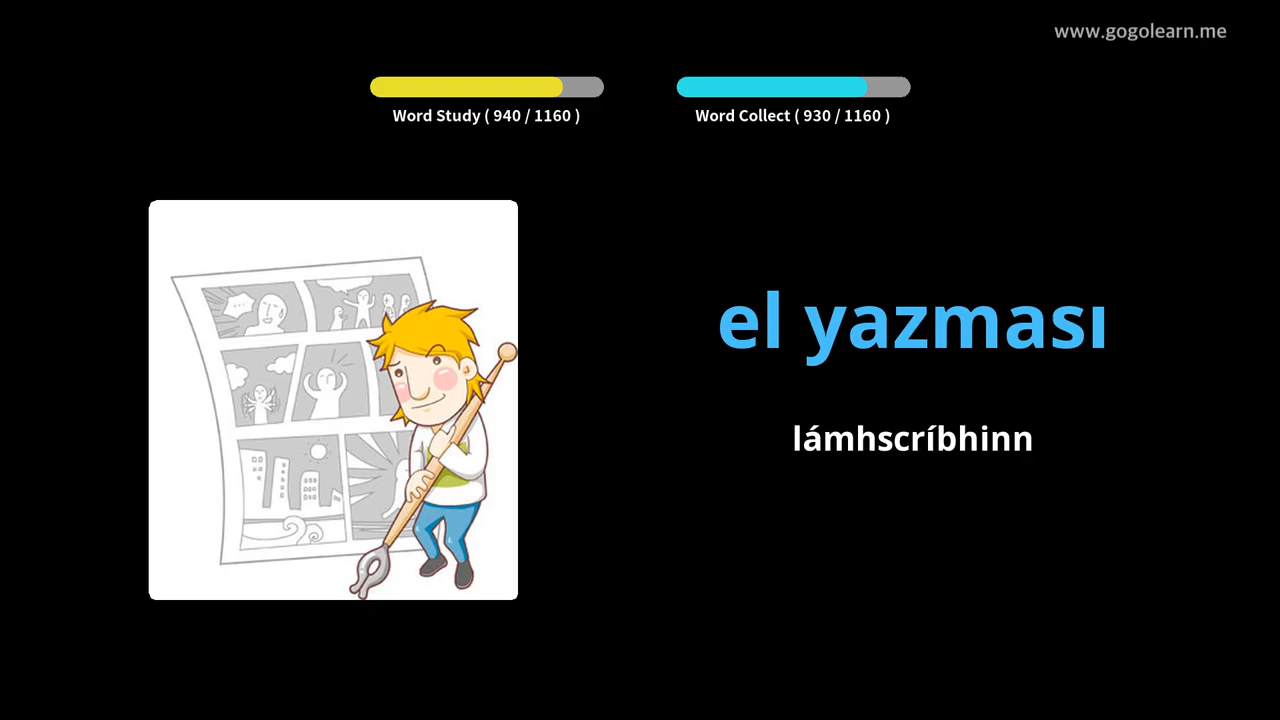 www.gogolearn.me
Word Study ( 940 / 1160 )
Word Collect ( 930 / 1160 )
el yazması
lámhscríbhinn